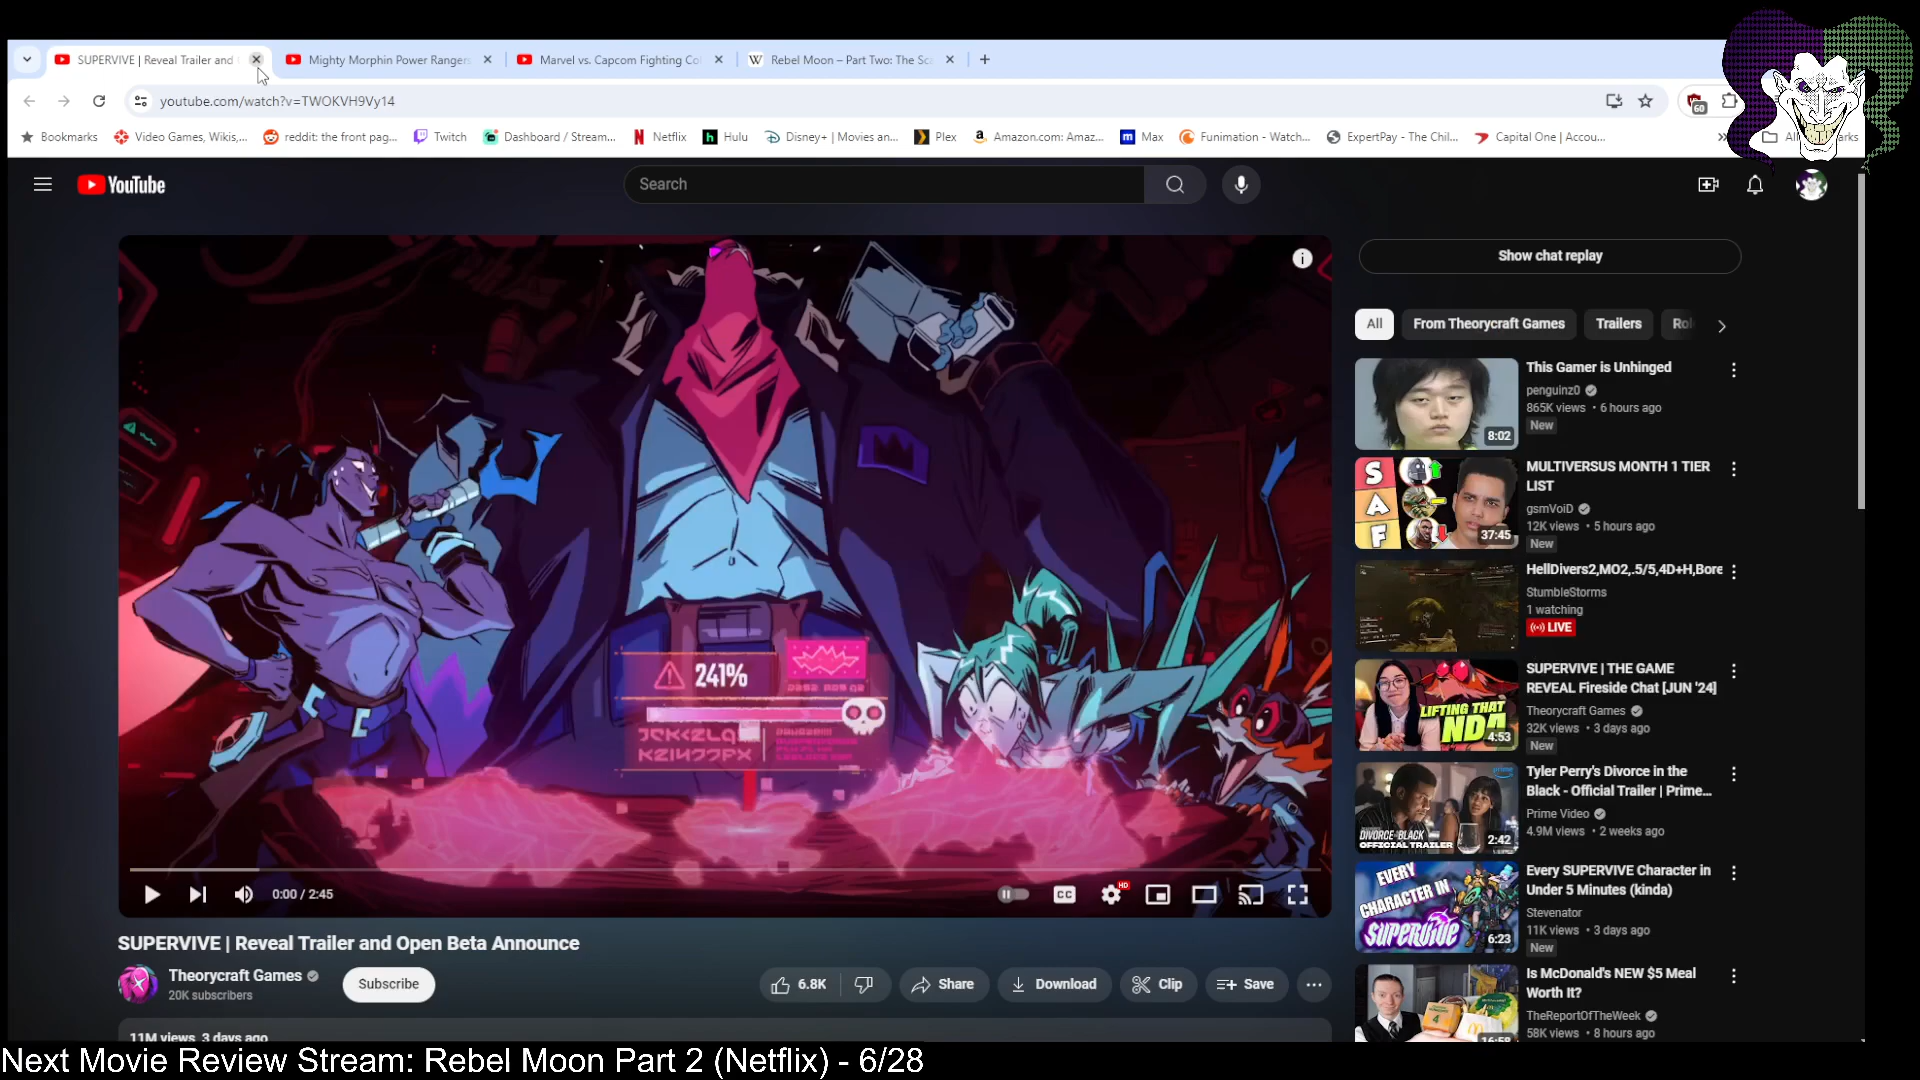 SUPERVIVE | Reveal Trailer and
Mighty Morphin Power Rangers
Marvel vs. Capcom Fighting Co
Rebel Moon – Part Two: The Sca
youtube.com/watch?v=TWOKVH9Vy14
60
Bookmarks
Video Games, Wikis,...
reddit: the front pag...
Twitch
Dashboard / Stream...
Netflix
Hulu
Disney+ | Movies an...
Plex
Amazon.com: Amaz...
Max
Funimation - Watch...
ExpertPay - The Chil...
Capital One | Accou...
YouTube
Search
Show chat replay
All
From Theorycraft Games
Trailers
Rol
241%
0:00 / 2:45
CC
HD
SUPERVIVE | Reveal Trailer and Open Beta Announce
Theorycraft Games
20K subscribers
Subscribe
6.8K
Share
Download
Clip
Save
11M views 3 days ago
This Gamer is Unhinged
penguinz0
865K views • 6 hours ago
New
8:02
S
A
F
37:45
MULTIVERSUS MONTH 1 TIER
LIST
gsmVoiD
12K views • 5 hours ago
New
HellDivers2,MO2,.5/5,4D+H,Bore
StumbleStorms
1 watching
LIVE
LIFTING THAT
NDA
4:53
SUPERVIVE | THE GAME
REVEAL Fireside Chat [JUN '24]
Theorycraft Games
32K views • 3 days ago
New
DIVORCE BLACK
OFFICIAL TRAILER
2:42
Tyler Perry's Divorce in the
Black - Official Trailer | Prime...
Prime Video
4.9M views • 2 weeks ago
EVERY
CHARACTER IN
SUPERVIVE
6:23
Every SUPERVIVE Character in
Under 5 Minutes (kinda)
Stevenator
11K views • 3 days ago
New
16:58
Is McDonald's NEW $5 Meal
Worth It?
TheReportOfTheWeek
58K views • 8 hours ago
Next Movie Review Stream: Rebel Moon Part 2 (Netflix) - 6/28